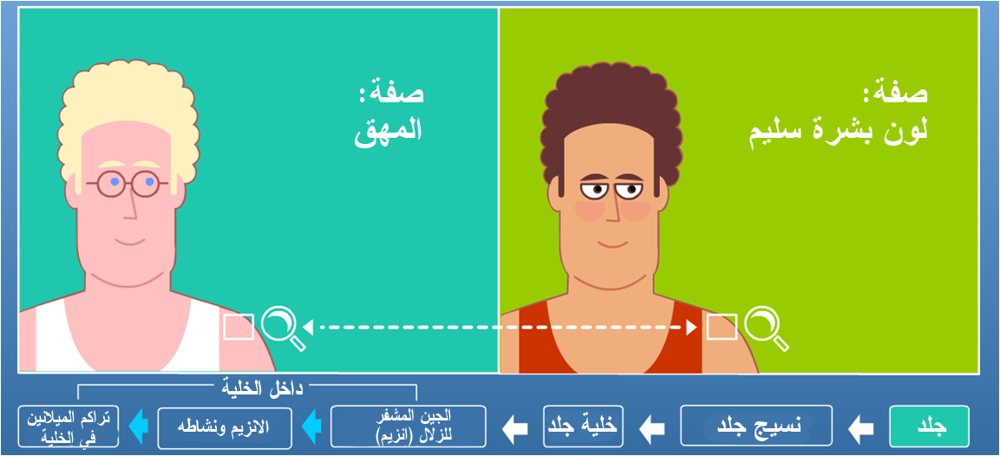 صفة:
لون بشرة سليم
صفة:
المهق
داخل الخلية
جلد
نسيج جلد
خلية جلد
الجين المشفر
للزلال (انزيم)
الانزيم ونشاطه
تراكم الميلانين
في الخلية